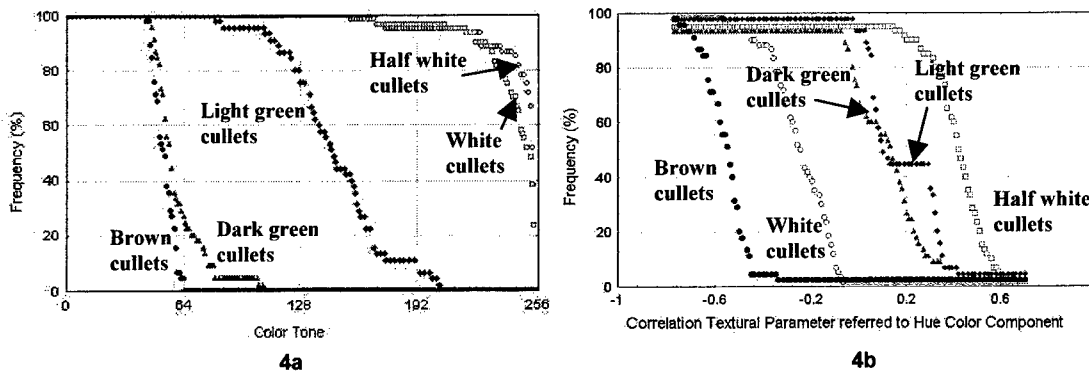 100
80
60
40
20
0
Frequency (%)
0
64
128
192
256
Color Tone
Light green
cullets
Brown
cullets
Dark green
cullets
Half white
cullets
White
cullets
4a
100
80
60
40
20
0
Frequency (%)
-1
-0.6
-0.2
0.2
0.6
Correlation Textural Parameter referred to Hue Color Component
Dark green
cullets
Light green
cullets
Brown
cullets
White
cullets
Half white
cullets
4b